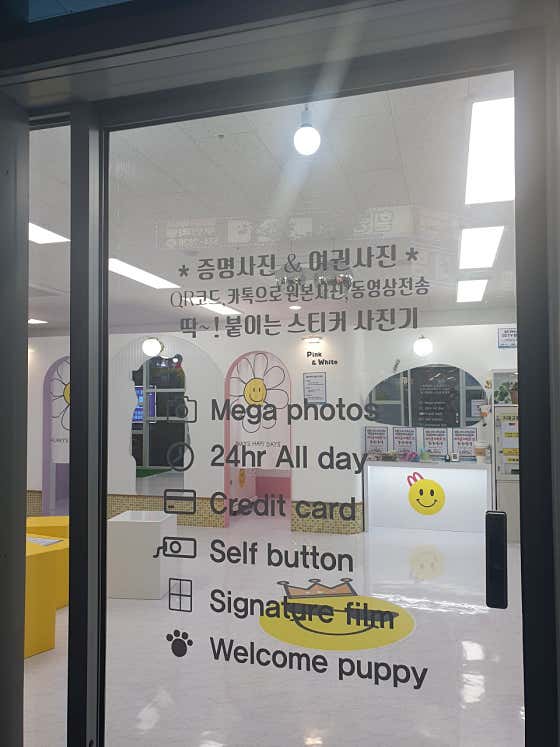 * 증명사진 & 여권사진 *
QR코드, 카톡으로 원본사진, 동영상전송
딱~! 붙이는 스티커 사진기
Pink
& White
Mega photos
24hr All day
Credit card
Self button
Signature film
Welcome puppy